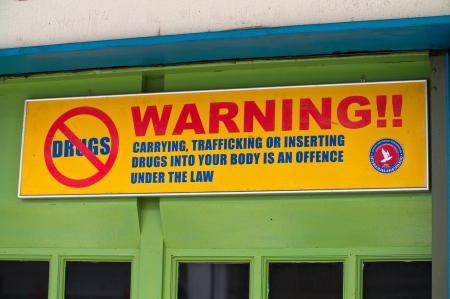 DRUGS
WARNING!!
CARRYING, TRAFFICKING OR INSERTING
DRUGS INTO YOUR BODY IS AN OFFENCE
UNDER THE LAW